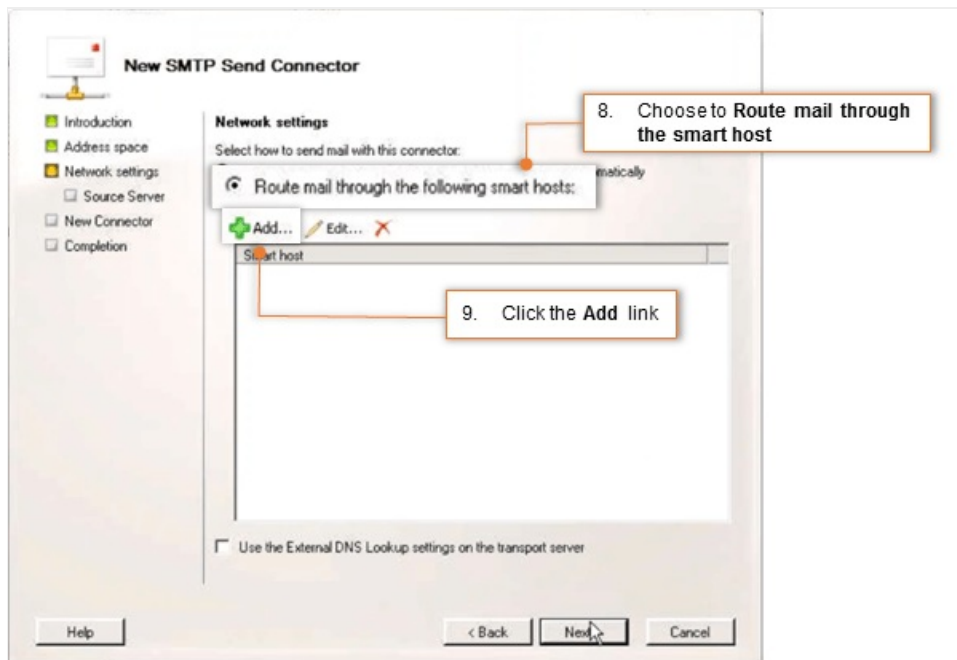 New SMTP Send Connector
Introduction
Address space
Network settings
Source Server
New Connector
Completion
Network settings
Select how to send mail with this connector:
matically
Route mail through the following smart hosts:
Add... Edit...
Smart host
8. Choose to Route mail through
the smart host
9. Click the Add link
Use the External DNS Lookup settings on the transport server
Help
< Back Next Cancel